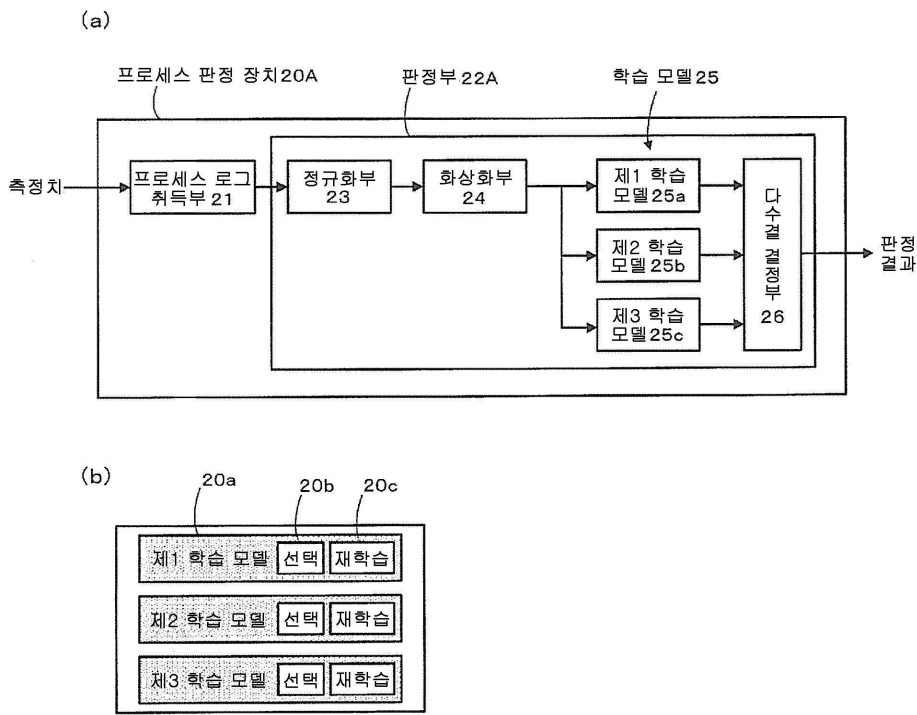 (a)
프로세스 판정 장치20A
판정부22A
학습 모델25
측정치
프로세스 로그
취득부 21
정규화부
23
화상화부
24
제1 학습
모델25a
제2 학습
모델25b
제3 학습
모델25c
다수결 결정부
26
판정
결과
(b)
20a
20b
20c
제1 학습 모델 선택 재학습
제2 학습 모델 선택 재학습
제3 학습 모델 선택 재학습